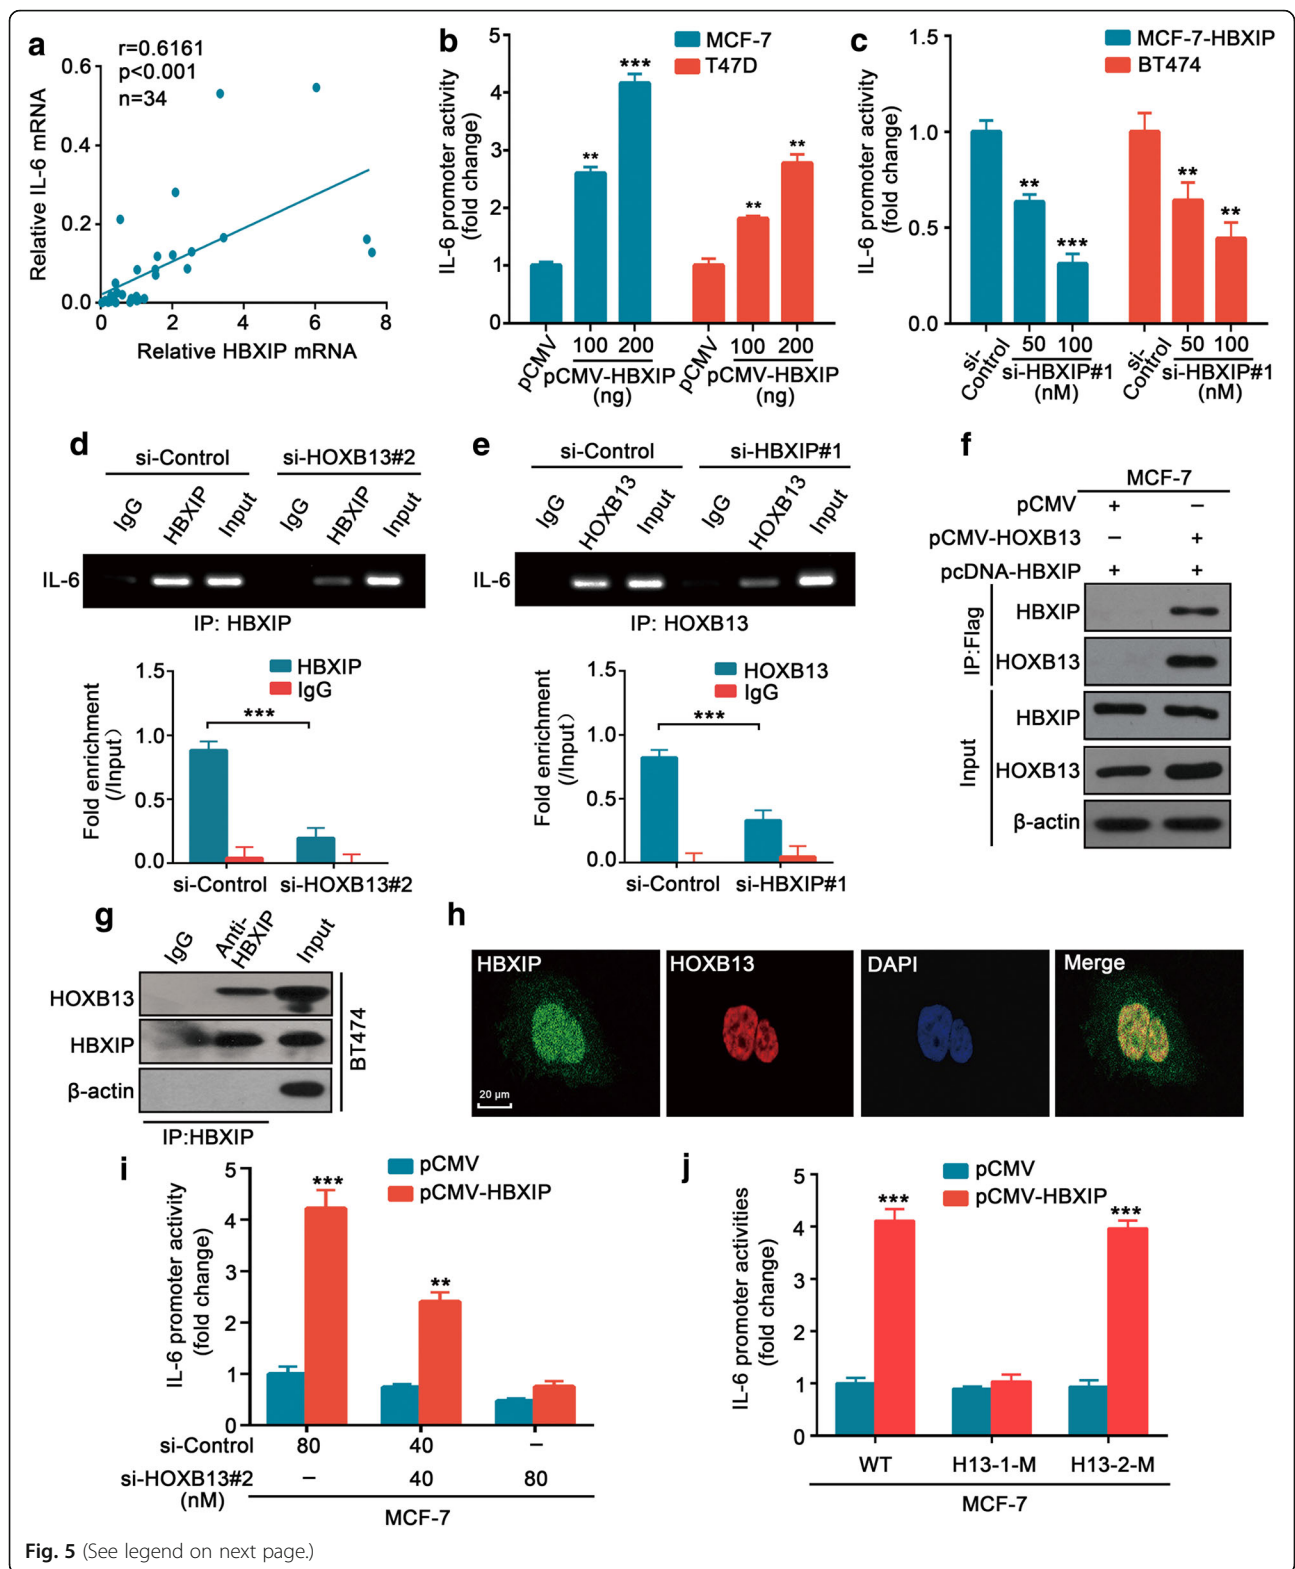 a
r=0.6161
p<0.001
n=34
Relative IL-6 mRNA
0.6
0.4
0.2
0.0
0 2 4 6 8
Relative HBXIP mRNA
b
MCF-7
T47D
IL-6 promoter activity
(fold change)
5
4
3
2
1
0
** *** ** **
pCMV 100 200 pCMV 100 200
pCMV-HBXIP pCMV-HBXIP
(ng) (ng)
c
MCF-7-HBXIP
BT474
IL-6 promoter activity
(fold change)
1.5
1.0
0.5
0.0
** *** ** **
si-Control 50 100 si-Control 50 100
si-HBXIP#1 si-HBXIP#1
(nM) (nM)
d
si-Control si-HOXB13#2
IgG HBXIP Input IgG HBXIP Input
IL-6
IP: HBXIP
HBXIP
IgG
Fold enrichment
(/Input)
1.5
1.0
0.5
0.0
***
si-Control si-HOXB13#2
e
si-Control si-HBXIP#1
IgG HOXB13 Input IgG HOXB13 Input
IL-6
IP: HOXB13
HOXB13
IgG
Fold enrichment
(/Input)
1.5
1.0
0.5
0.0
***
si-Control si-HBXIP#1
f
MCF-7
pCMV + –
pCMV-HOXB13 – +
pcDNA-HBXIP + +
IP:Flag
HBXIP
HOXB13
Input
HBXIP
HOXB13
β-actin
g
IgG Anti-HBXIP Input
HOXB13
HBXIP
β-actin
BT474
IP:HBXIP
h
HBXIP HOXB13 DAPI Merge
20 μm
i
pCMV
pCMV-HBXIP
IL-6 promoter activity
(fold change)
5
4
3
2
1
0
*** **
si-Control 80 40 –
si-HOXB13#2 – 40 80
(nM)
MCF-7
j
pCMV
pCMV-HBXIP
IL-6 promoter activities
(fold change)
5
4
3
2
1
0
*** ***
WT H13-1-M H13-2-M
MCF-7
Fig. 5 (See legend on next page.)